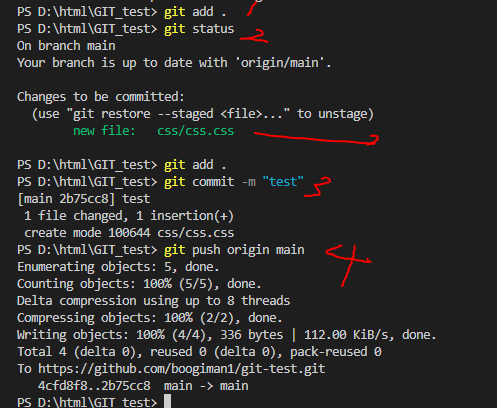 PS D:\html\GIT_test> git add .
PS D:\html\GIT_test> git status
2
On branch main
Your branch is up to date with 'origin/main'.
Changes to be committed:
(use "git restore --staged <file>..." to unstage)
new file: css/css.css
PS D:\html\GIT_test> git add .
PS D:\html\GIT_test> git commit -m "test"
3
[main 2b75cc8] test
1 file changed, 1 insertion(+)
create mode 100644 css/css.css
PS D:\html\GIT_test> git push origin main
4
Enumerating objects: 5, done.
Counting objects: 100% (5/5), done.
Delta compression using up to 8 threads
Compressing objects: 100% (2/2), done.
Writing objects: 100% (4/4), 336 bytes | 112.00 KiB/s, done.
Total 4 (delta 0), reused 0 (delta 0), pack-reused 0
To https://github.com/boogiman1/git-test.git
4cfd8f8..2b75cc8 main -> main
PS D:\html\GIT_test>